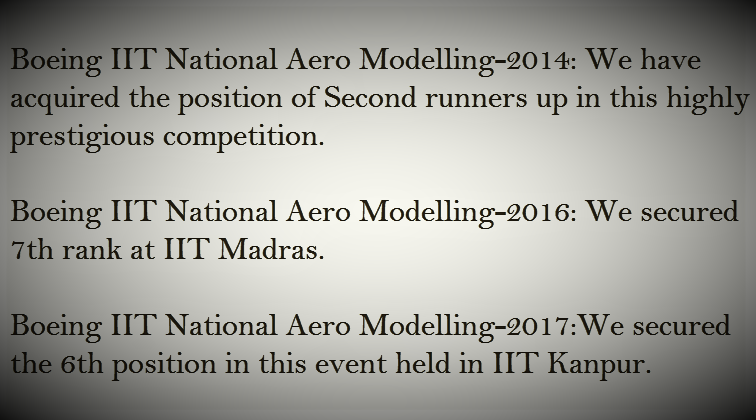 Boeing IIT National Aero Modelling-2014: We have
acquired the position of Second runners up in this highly
prestigious competition.
Boeing IIT National Aero Modelling-2016: We secured
7th rank at IIT Madras.
Boeing IIT National Aero Modelling-2017:We secured
the 6th position in this event held in IIT Kanpur.